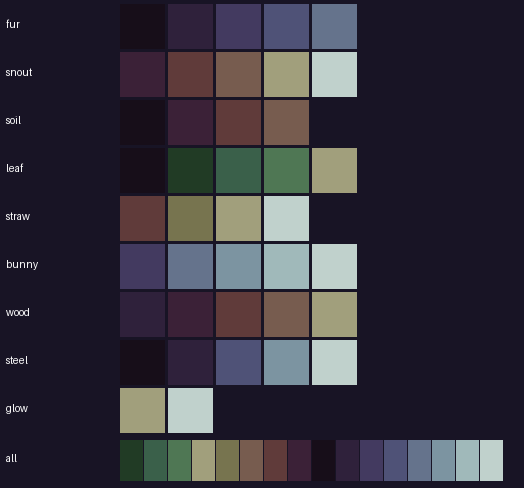 fur
snout
soil
leaf
straw
bunny
wood
steel
glow
all